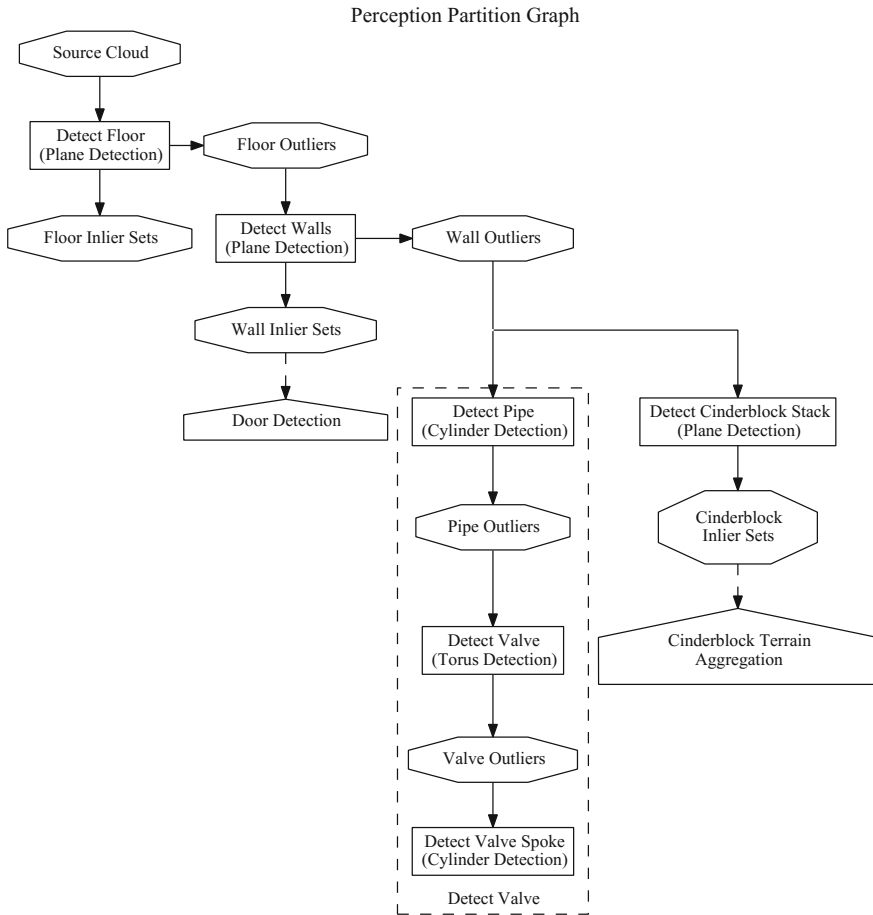 Perception Partition Graph
Source Cloud
Detect Floor
(Plane Detection)
Floor Outliers
Floor Inlier Sets
Detect Walls
(Plane Detection)
Wall Outliers
Wall Inlier Sets
Door Detection
Detect Pipe
(Cylinder Detection)
Pipe Outliers
Detect Valve
(Torus Detection)
Valve Outliers
Detect Valve Spoke
(Cylinder Detection)
Detect Valve
Detect Cinderblock Stack
(Plane Detection)
Cinderblock
Inlier Sets
Cinderblock Terrain
Aggregation